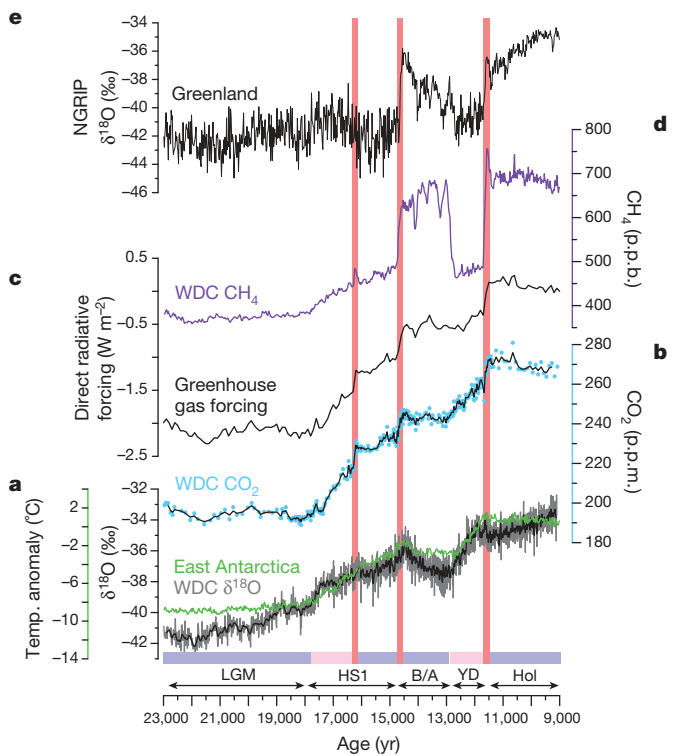 e
NGRIP
δ18O (‰)
−34
−36
−38
−40
−42
−44
−46
Greenland
d
CH4 (p.p.b.)
800
700
600
500
400
c
Direct radiative
forcing (W m−2)
0.5
−0.5
−1.5
−2.5
WDC CH4
Greenhouse
gas forcing
b
CO2 (p.p.m.)
280
270
260
250
240
230
220
210
200
190
180
WDC CO2
a
Temp. anomaly (°C)
2
−2
−6
−10
−14
δ18O (‰)
−32
−34
−36
−38
−40
−42
East Antarctica
WDC δ18O
LGM HS1 B/A YD Hol
23,000 21,000 19,000 17,000 15,000 13,000 11,000 9,000
Age (yr)